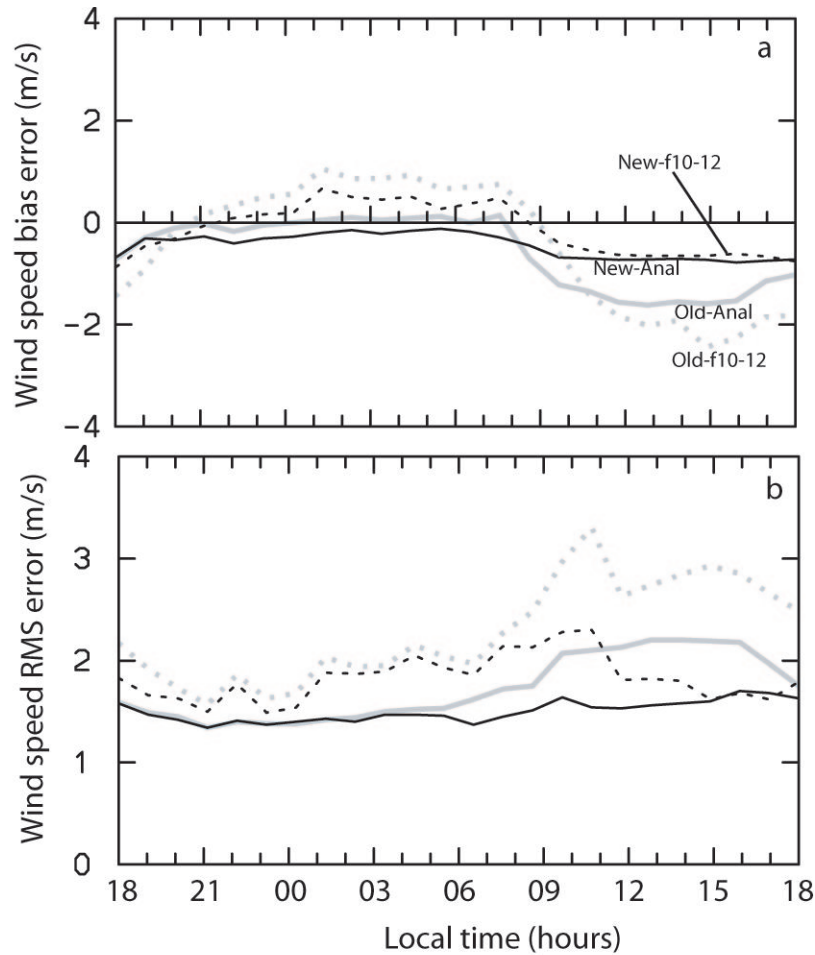 Wind speed bias error (m/s)
4
2
0
−2
−4
a
New-f10-12
New-Anal
Old-Anal
Old-f10-12
Wind speed RMS error (m/s)
4
3
2
1
0
b
18 21 00 03 06 09 12 15 18
Local time (hours)